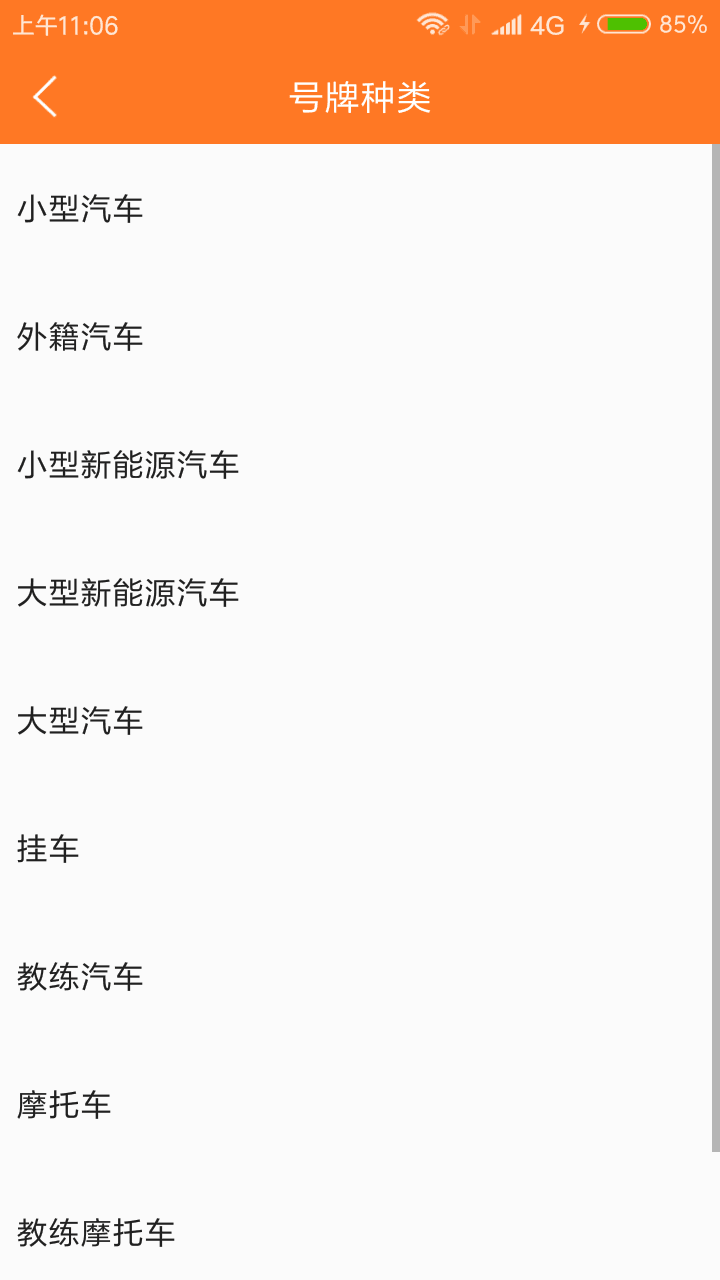 上午11:06 4G 85%
号牌种类
小型汽车
外籍汽车
小型新能源汽车
大型新能源汽车
大型汽车
挂车
教练汽车
摩托车
教练摩托车